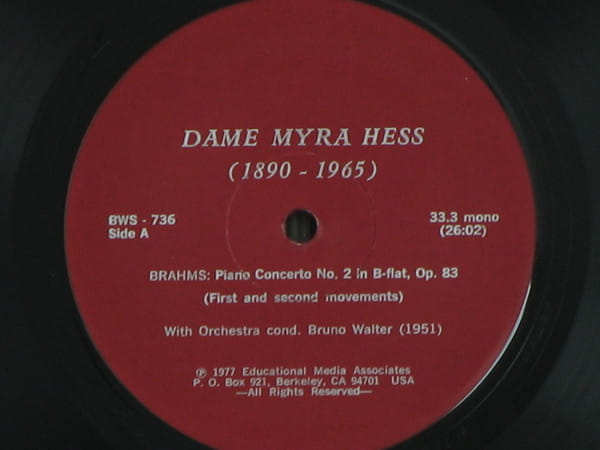 DAME MYRA HESS
(1890 - 1965)
BWS - 736
Side A
33.3 mono
(26:02)
BRAHMS: Piano Concerto No. 2 in B-flat, Op. 83
(First and second movements)
With Orchestra cond. Bruno Walter (1951)
℗ 1977 Educational Media Associates
P. O. Box 921, Berkeley, CA 94701 USA
—All Rights Reserved—